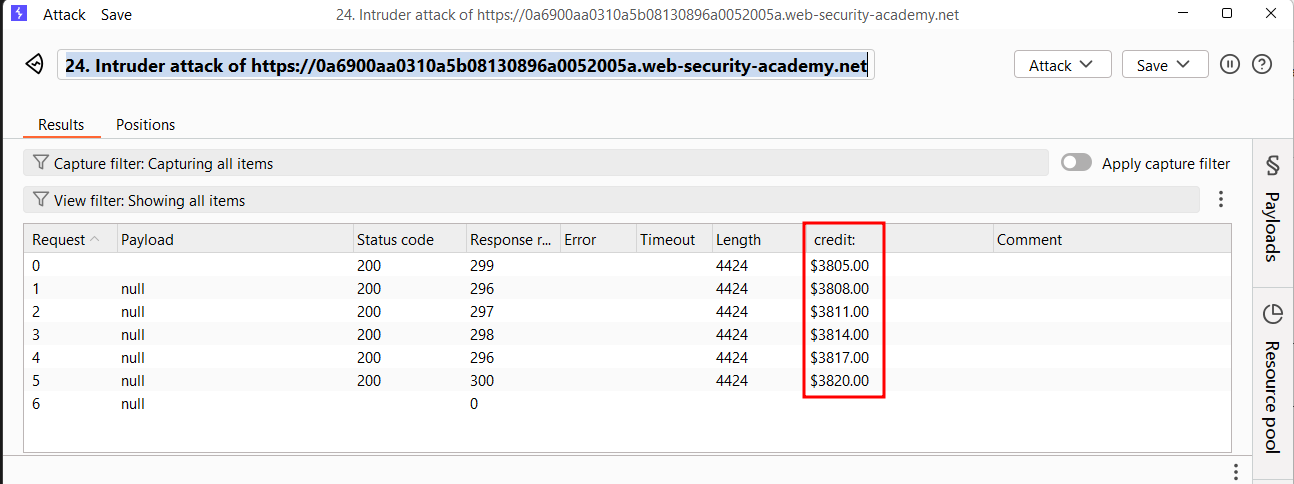 Attack Save 24. Intruder attack of https://0a6900aa0310a5b08130896a0052005a.web-security-academy.net
24. Intruder attack of https://0a6900aa0310a5b08130896a0052005a.web-security-academy.net Attack Save
Results Positions
Capture filter: Capturing all items Apply capture filter
View filter: Showing all items
Request Payload Status code Response r... Error Timeout Length credit: Comment
0 200 299 4424 $3805.00
1 null 200 296 4424 $3808.00
2 null 200 297 4424 $3811.00
3 null 200 298 4424 $3814.00
4 null 200 296 4424 $3817.00
5 null 200 300 4424 $3820.00
6 null 0
Payloads
Resource pool